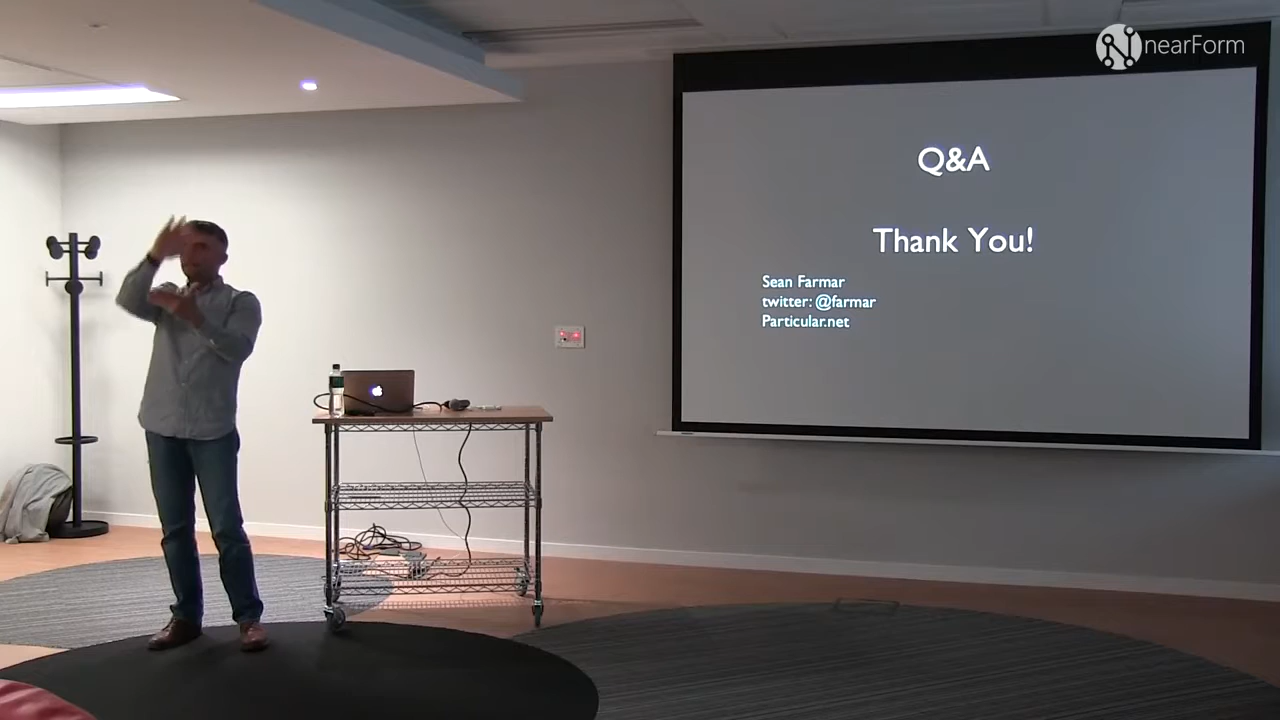 nearForm
Q&A
Thank You!
Sean Farmar
twitter: @farmar
Particular.net